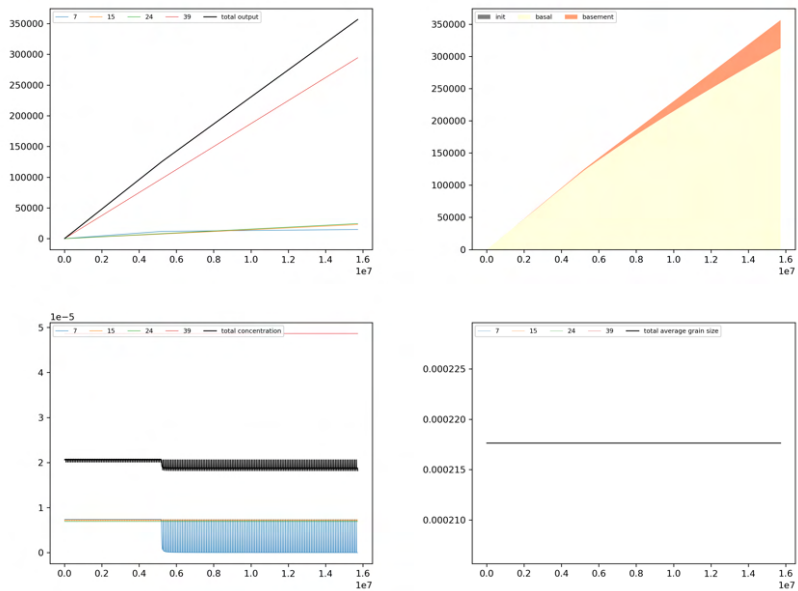 7 15 24 39 total output
350000
300000
250000
200000
150000
100000
50000
0
0.0 0.2 0.4 0.6 0.8 1.0 1.2 1.4 1.6
1e7
init basal basement
350000
300000
250000
200000
150000
100000
50000
0
0.0 0.2 0.4 0.6 0.8 1.0 1.2 1.4 1.6
1e7
1e-5
7 15 24 39 total concentration
5
4
3
2
1
0
0.0 0.2 0.4 0.6 0.8 1.0 1.2 1.4 1.6
1e7
7 15 24 39 total average grain size
0.000225
0.000220
0.000215
0.000210
0.0 0.2 0.4 0.6 0.8 1.0 1.2 1.4 1.6
1e7